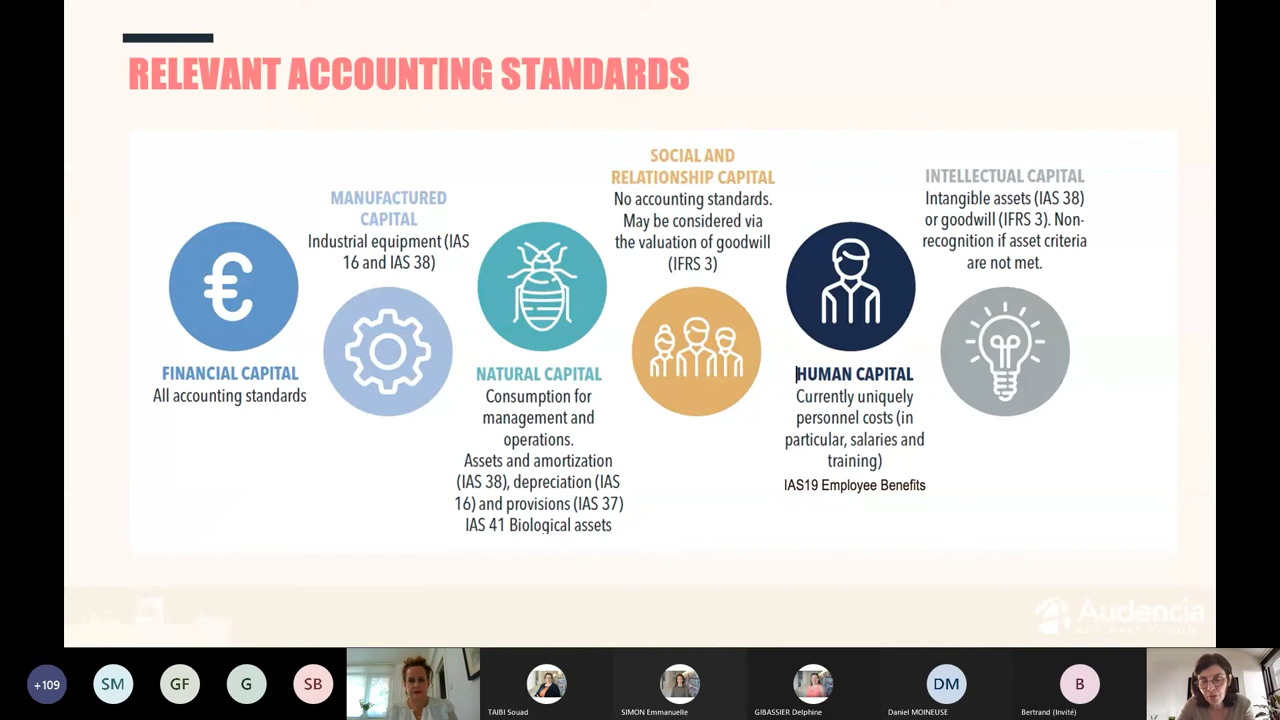 RELEVANT ACCOUNTING STANDARDS
FINANCIAL CAPITAL
All accounting standards
MANUFACTURED
CAPITAL
Industrial equipment (IAS
16 and IAS 38)
NATURAL CAPITAL
Consumption for
management and
operations.
Assets and amortization
(IAS 38), depreciation (IAS
16) and provisions (IAS 37)
IAS 41 Biological assets
SOCIAL AND
RELATIONSHIP CAPITAL
No accounting standards.
May be considered via
the valuation of goodwill
(IFRS 3)
HUMAN CAPITAL
Currently uniquely
personnel costs (in
particular, salaries and
training)
IAS19 Employee Benefits
INTELLECTUAL CAPITAL
Intangible assets (IAS 38)
or goodwill (IFRS 3). Non-
recognition if asset criteria
are not met.
Audencia
+109
SM
GF
G
SB
TAIBI Souad
SIMON Emmanuelle
GIBASSIER Delphine
DM
Daniel MOINEUSE
B
Bertrand (Invité)